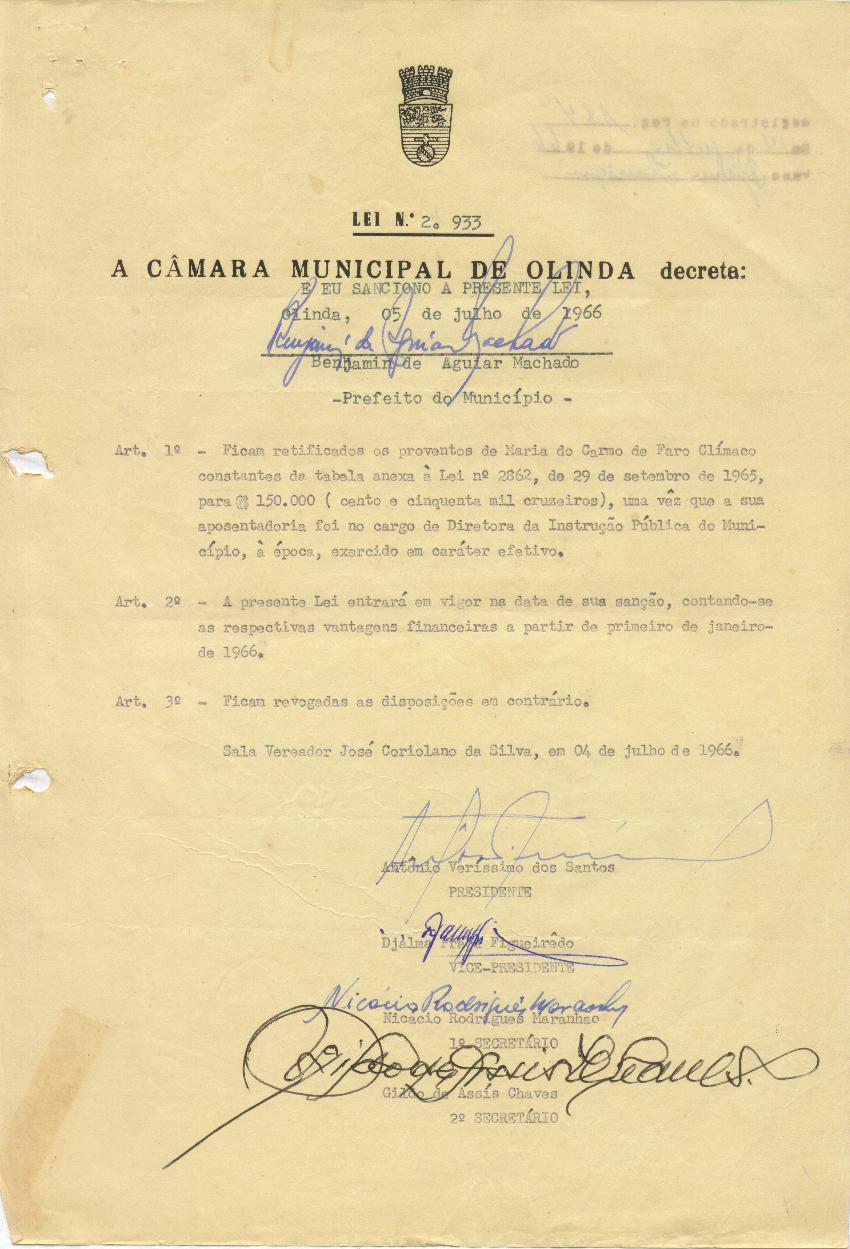 LEI N.º 2. 933
A CÂMARA MUNICIPAL DE OLINDA decreta:
E EU SANCIONO A PRESENTE LEI,
Olinda, 05 de julho de 1966
Benjamin de Aguiar Machado
Benjamin de Aguiar Machado
-Prefeito do Município -
Art. 1º - Ficam retificados os proventos de Maria do Carmo de Faro Clímaco
constantes da tabela anexa à Lei nº 2862, de 29 de setembro de 1965,
para 150.000 ( cento e cinquenta mil cruzeiros), uma vêz que a sua
aposentadoria foi no cargo de Diretora da Instrução Pública do Muni-
cípio, à época, exercido em caráter efetivo.
Art. 2º - A presente Lei entrará em vigor na data de sua sanção, contando-se
as respectivas vantagens financeiras a partir de primeiro de janeiro-
de 1966.
Art. 3º - Ficam revogadas as disposições em contrário.
Sala Vereador José Coriolano da Silva, em 04 de julho de 1966.
Antônio Veríssimo dos Santos
PRESIDENTE
Djalma Figueirêdo
VICE-PRESIDENTE
Nicácio Rodrigues Maranhão
Nicácio Rodrigues Maranhão
1º SECRETÁRIO
Gildo de Assis Chaves
2º SECRETÁRIO